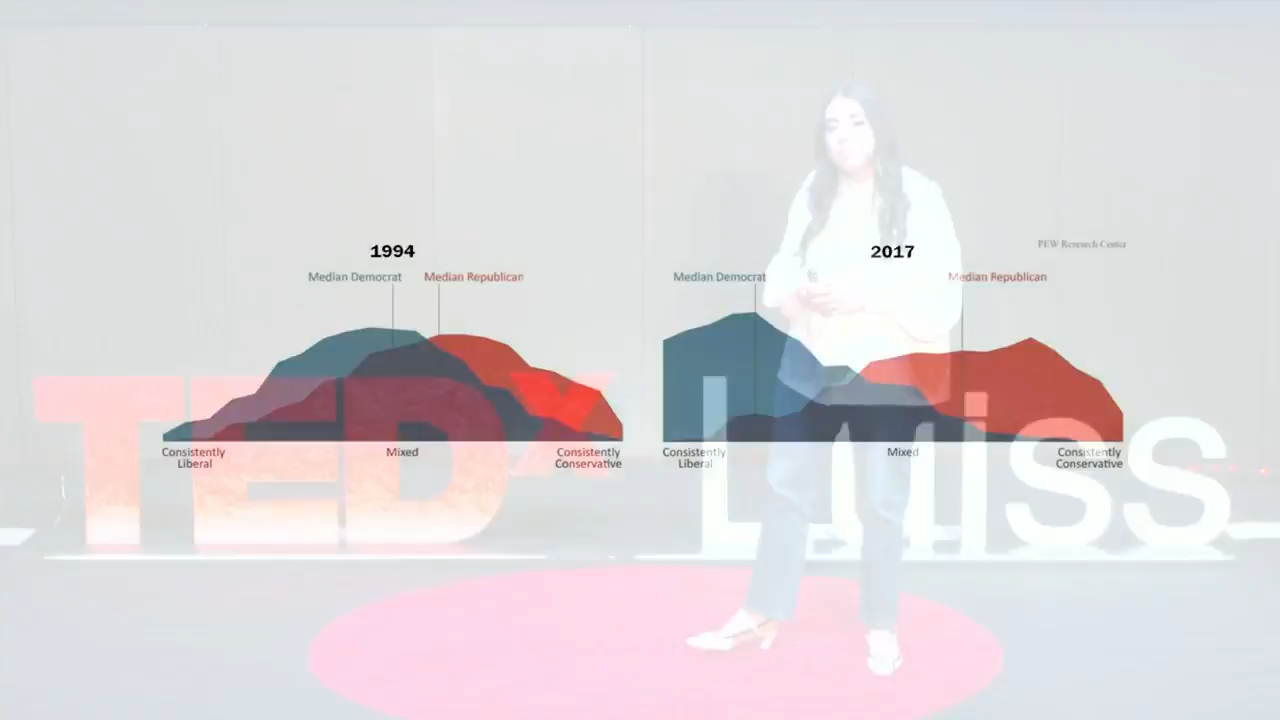 1994
Median Democrat
Median Republican
Consistently
Liberal
Mixed
Consistently
Conservative
2017
PEW Research Center
Median Democrat
Median Republican
Consistently
Liberal
Mixed
Consistently
Conservative
TEDx Luiss